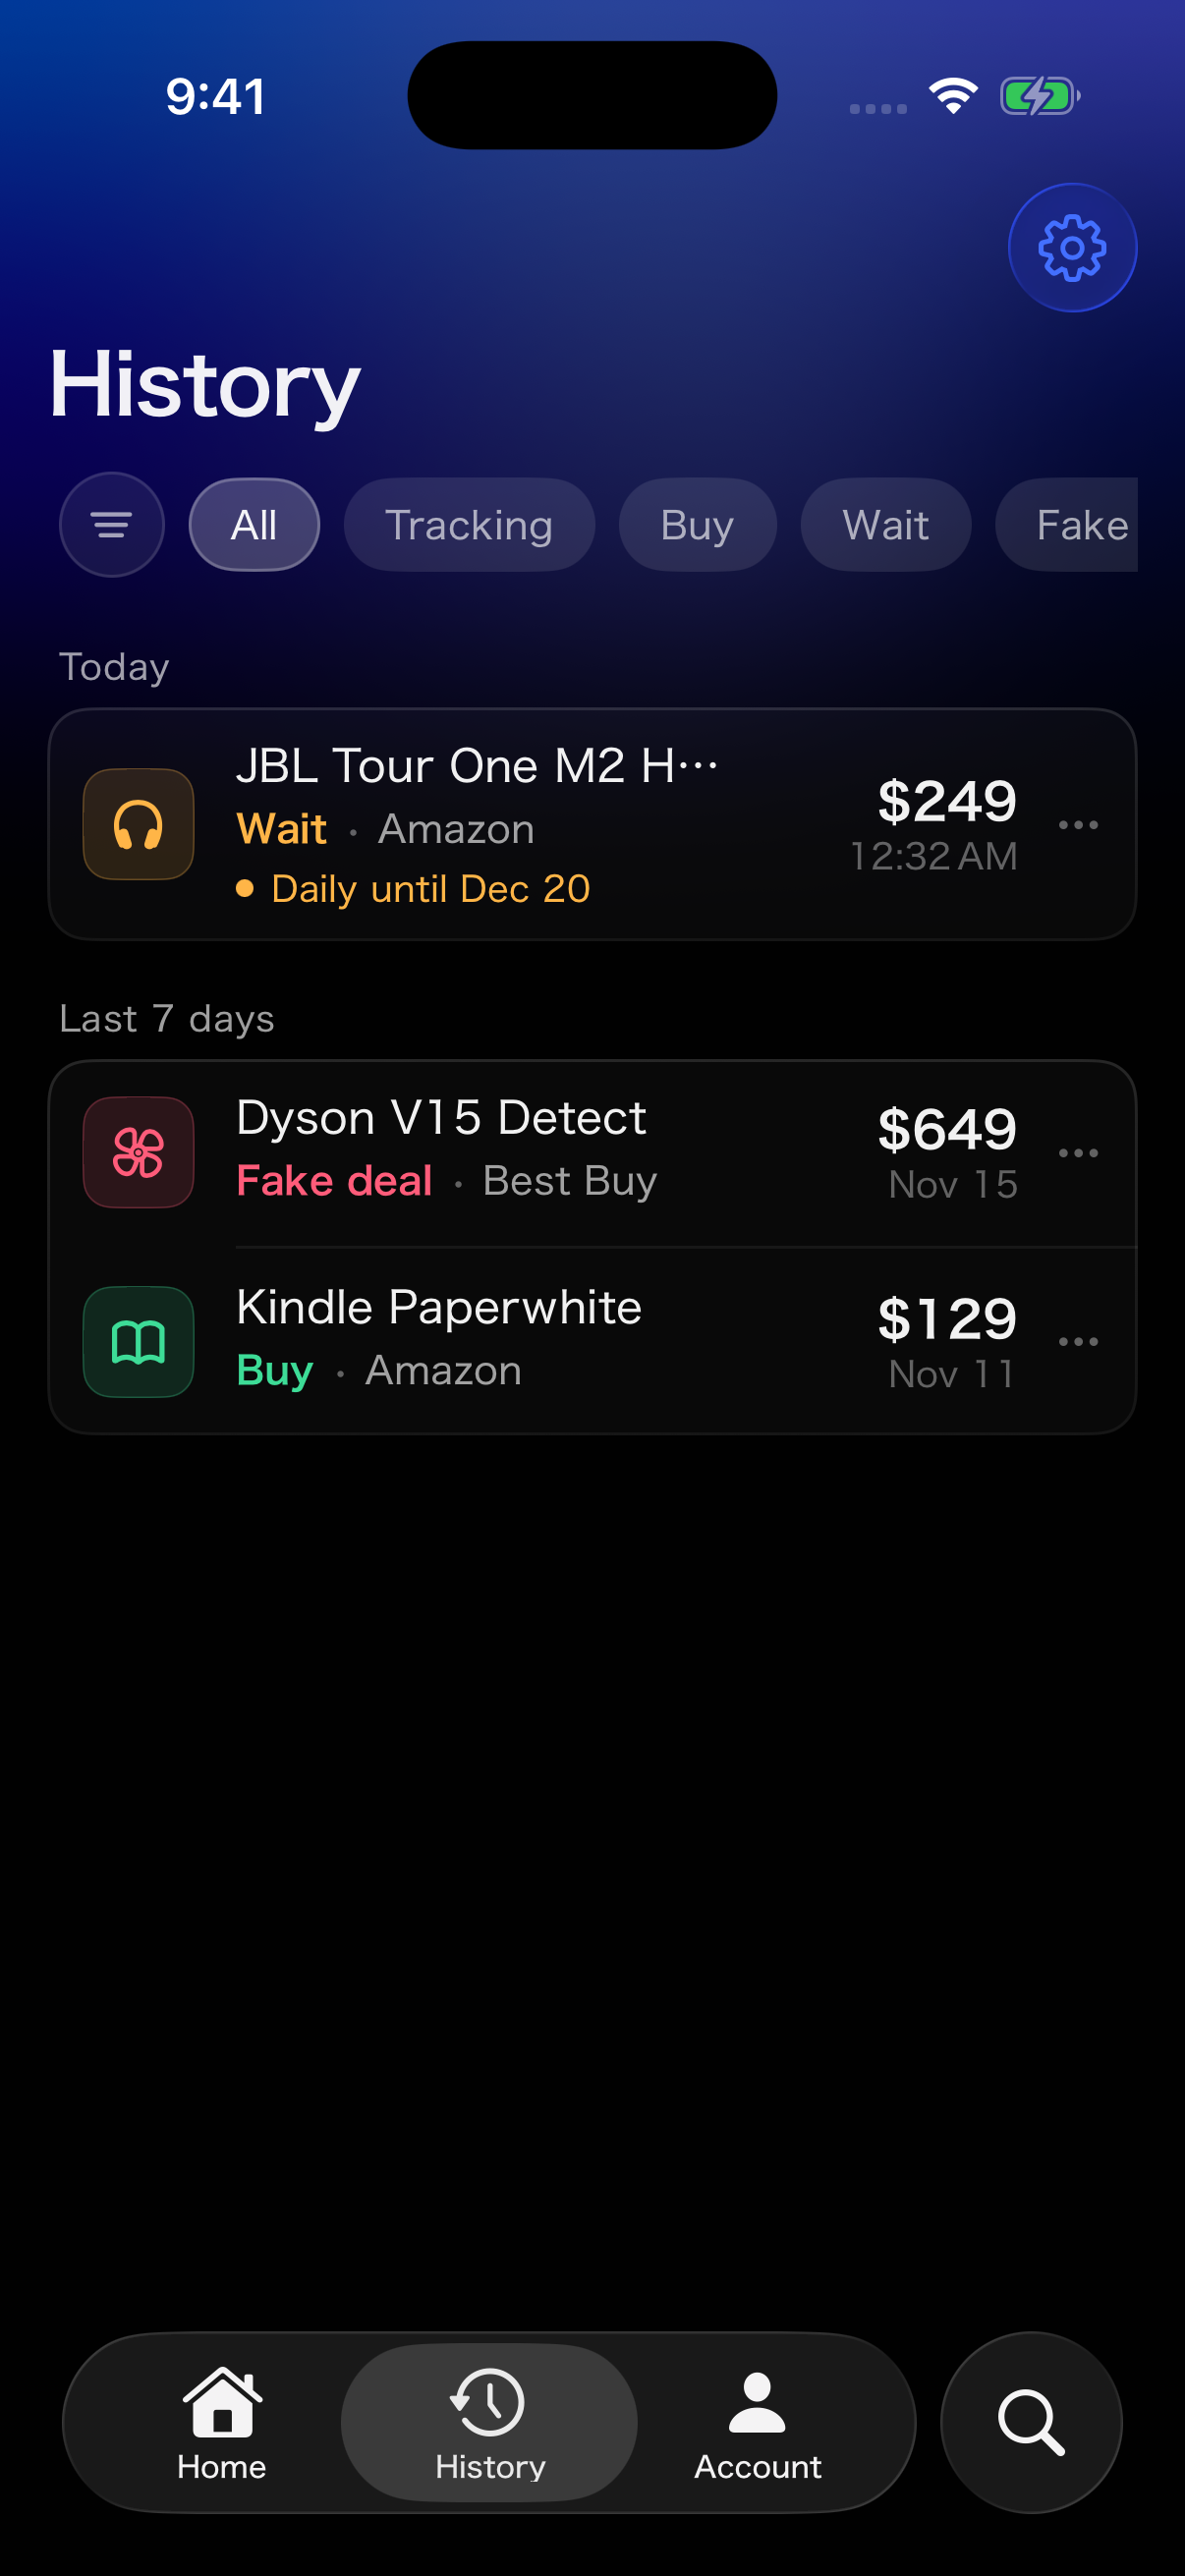 9:41
History
All Tracking Buy Wait Fake
Today
JBL Tour One M2 H…
$249
Wait · Amazon
12:32 AM
Daily until Dec 20
Last 7 days
Dyson V15 Detect
$649
Fake deal · Best Buy
Nov 15
Kindle Paperwhite
$129
Buy · Amazon
Nov 11
Home History Account